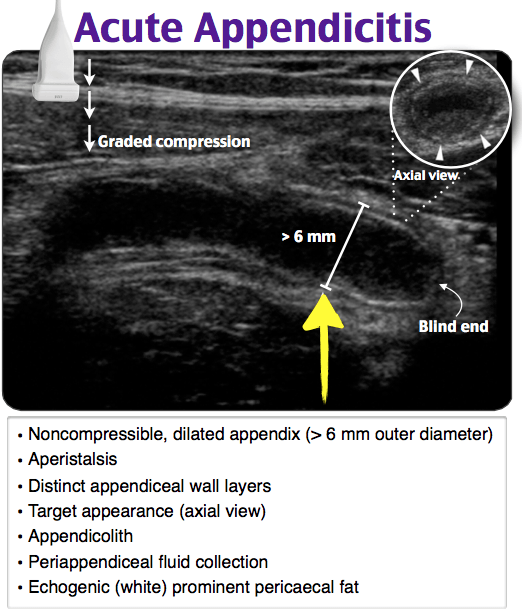 Acute Appendicitis
Graded compression
Axial view
> 6 mm
Blind end
• Noncompressible, dilated appendix (> 6 mm outer diameter)
• Aperistalsis
• Distinct appendiceal wall layers
• Target appearance (axial view)
• Appendicolith
• Periappendiceal fluid collection
• Echogenic (white) prominent pericaecal fat